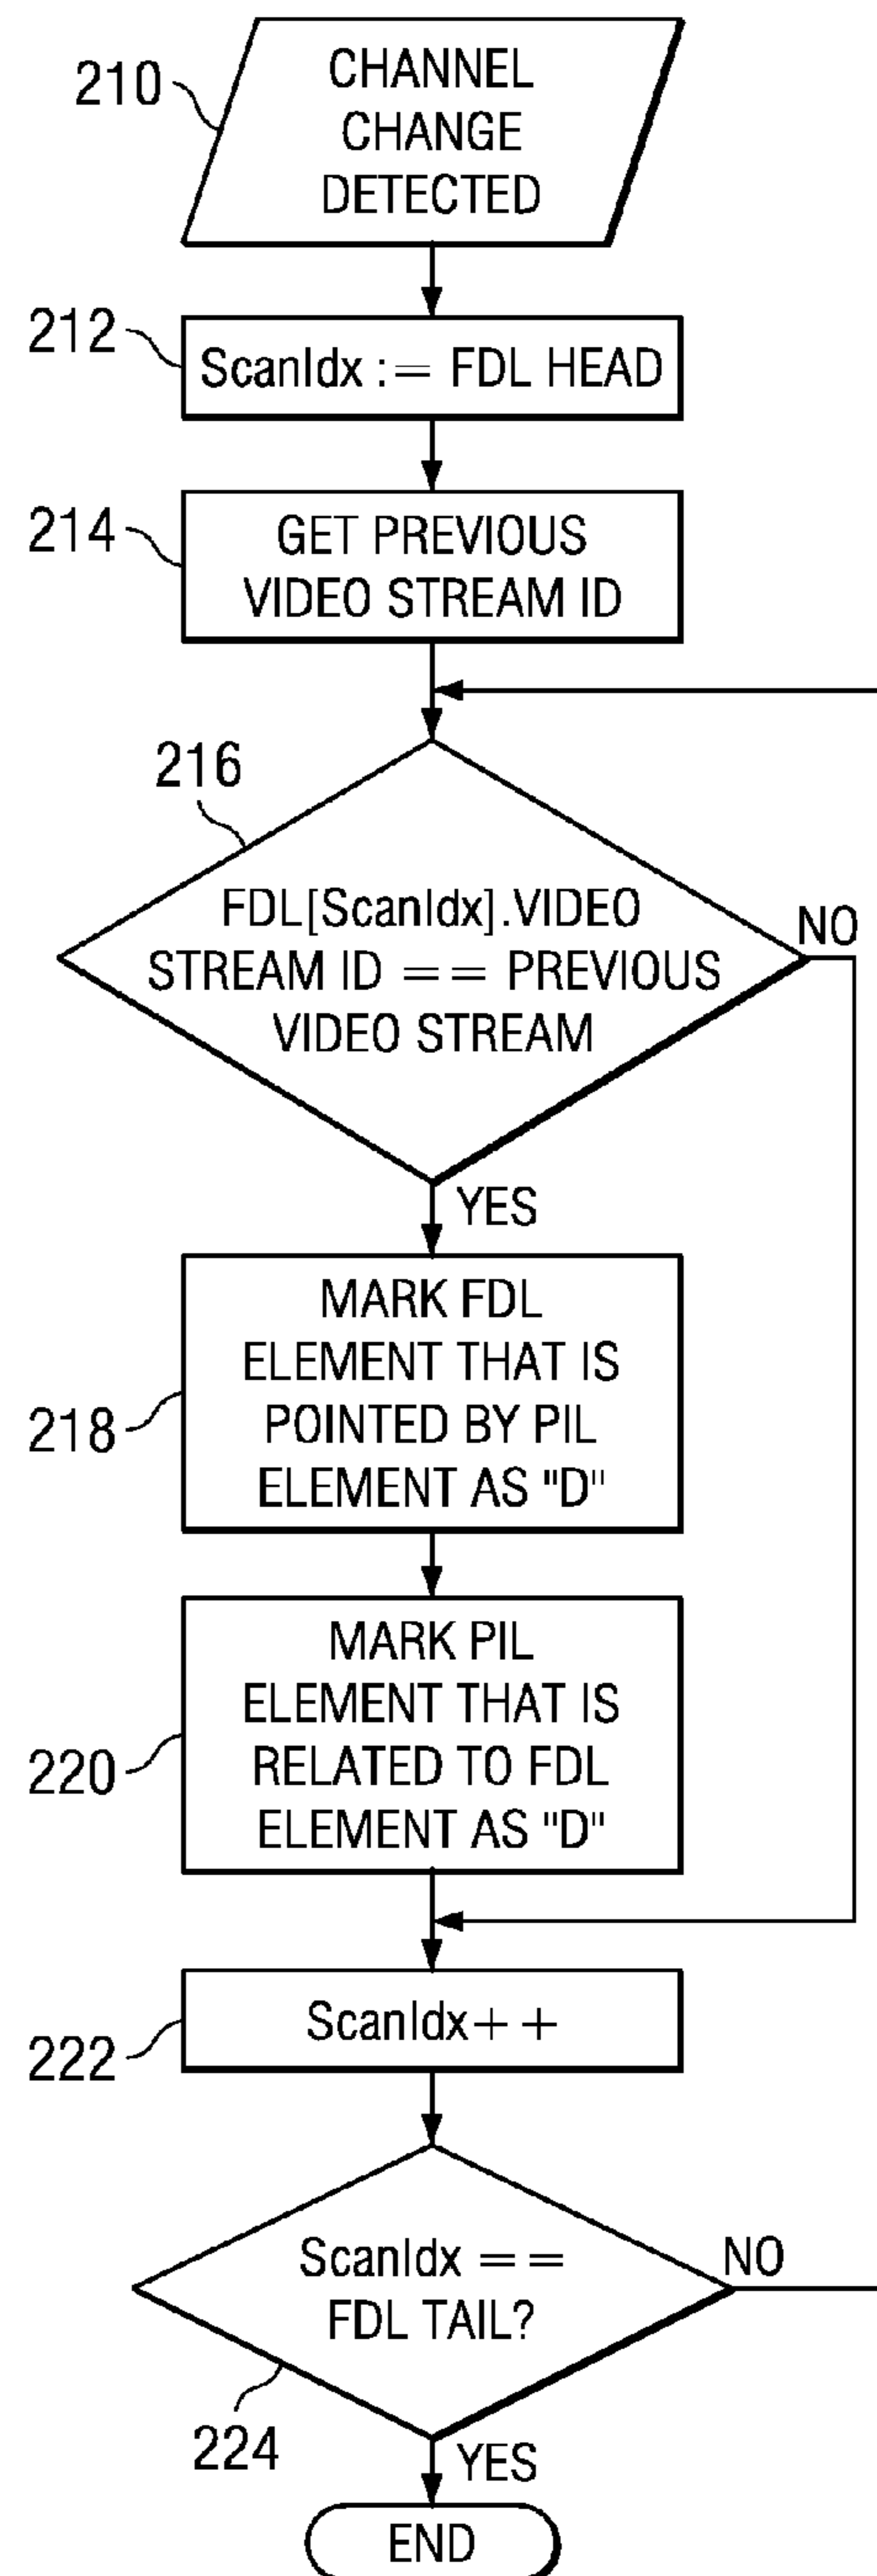 210
CHANNEL
CHANGE
DETECTED
212
ScanIdx := FDL HEAD
214
GET PREVIOUS
VIDEO STREAM ID
216
FDL[ScanIdx].VIDEO
STREAM ID == PREVIOUS
VIDEO STREAM
NO
YES
218
MARK FDL
ELEMENT THAT IS
POINTED BY PIL
ELEMENT AS "D"
220
MARK PIL
ELEMENT THAT IS
RELATED TO FDL
ELEMENT AS "D"
222
ScanIdx++
ScanIdx ==
FDL TAIL?
NO
224
YES
END